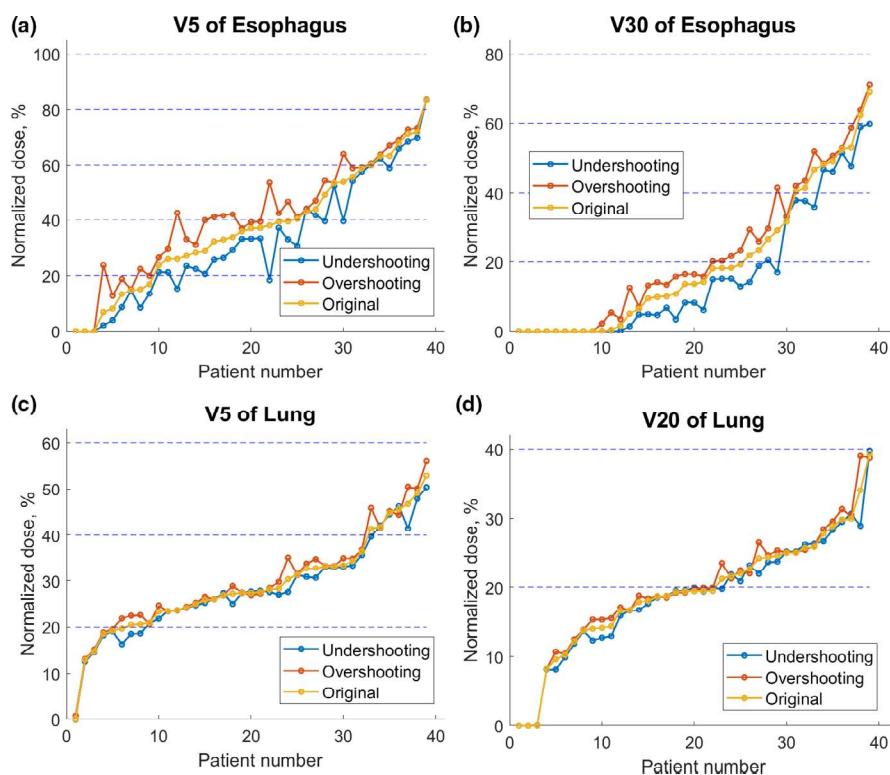 (a)
V5 of Esophagus
100
80
60
40
20
0
Normalized dose, %
0 10 20 30 40
Patient number
Undershooting
Overshooting
Original
(b)
V30 of Esophagus
80
60
40
20
0
Normalized dose, %
0 10 20 30 40
Patient number
Undershooting
Overshooting
Original
(c)
V5 of Lung
60
50
40
30
20
10
0
Normalized dose, %
0 10 20 30 40
Patient number
Undershooting
Overshooting
Original
(d)
V20 of Lung
40
30
20
10
0
Normalized dose, %
0 10 20 30 40
Patient number
Undershooting
Overshooting
Original